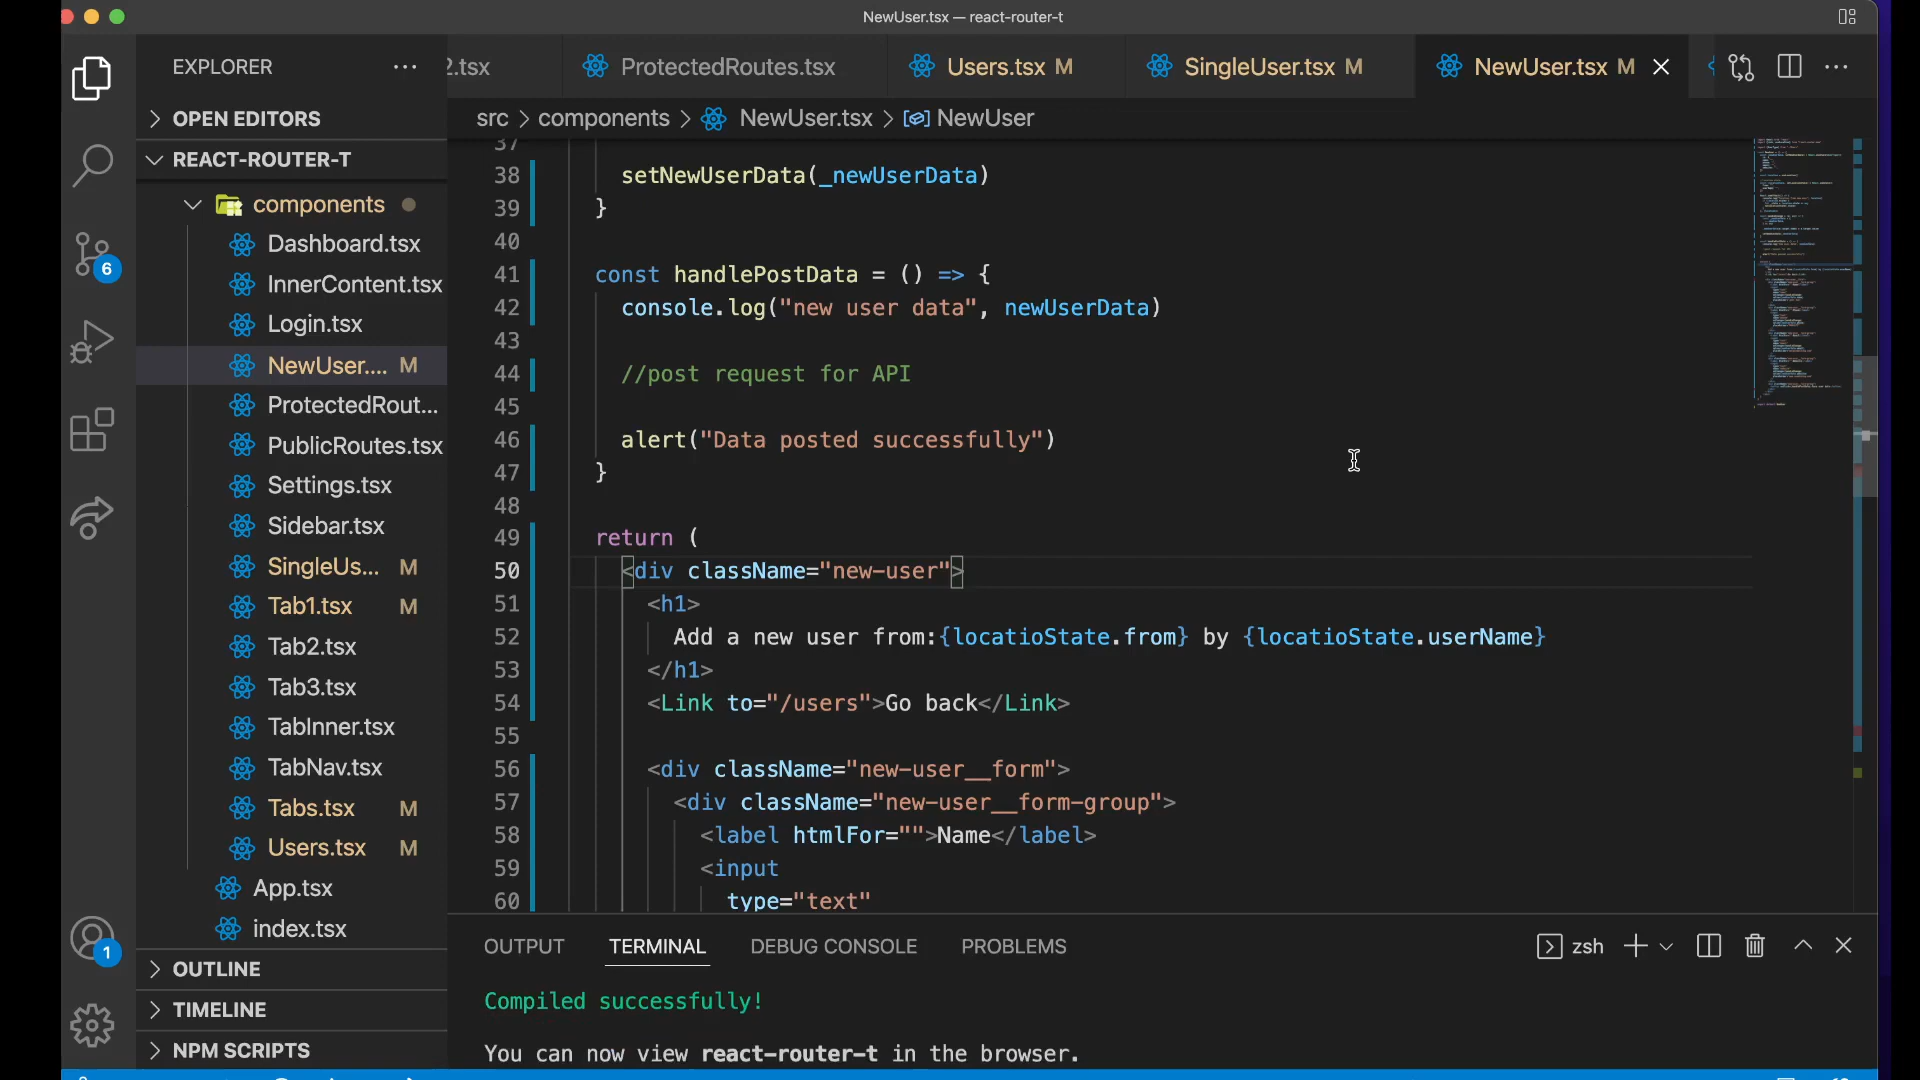 NewUser.tsx — react-router-t
EXPLORER
2.tsx
ProtectedRoutes.tsx
Users.tsx M
SingleUser.tsx M
NewUser.tsx M
OPEN EDITORS
REACT-ROUTER-T
components
Dashboard.tsx
InnerContent.tsx
Login.tsx
NewUser.... M
ProtectedRout...
PublicRoutes.tsx
Settings.tsx
Sidebar.tsx
SingleUs... M
Tab1.tsx M
Tab2.tsx
Tab3.tsx
TabInner.tsx
TabNav.tsx
Tabs.tsx M
Users.tsx M
App.tsx
index.tsx
OUTLINE
TIMELINE
NPM SCRIPTS
6
1
src > components > NewUser.tsx > NewUser
37
38 setNewUserData(_newUserData)
39 }
40
41 const handlePostData = () => {
42 console.log("new user data", newUserData)
43
44 //post request for API
45
46 alert("Data posted successfully")
47 }
48
49 return (
50 <div className="new-user">
51 <h1>
52 Add a new user from:{locatioState.from} by {locatioState.userName}
53 </h1>
54 <Link to="/users">Go back</Link>
55
56 <div className="new-user__form">
57 <div className="new-user__form-group">
58 <label htmlFor="">Name</label>
59 <input
60 type="text"
OUTPUT TERMINAL DEBUG CONSOLE PROBLEMS
zsh
Compiled successfully!
You can now view react-router-t in the browser.